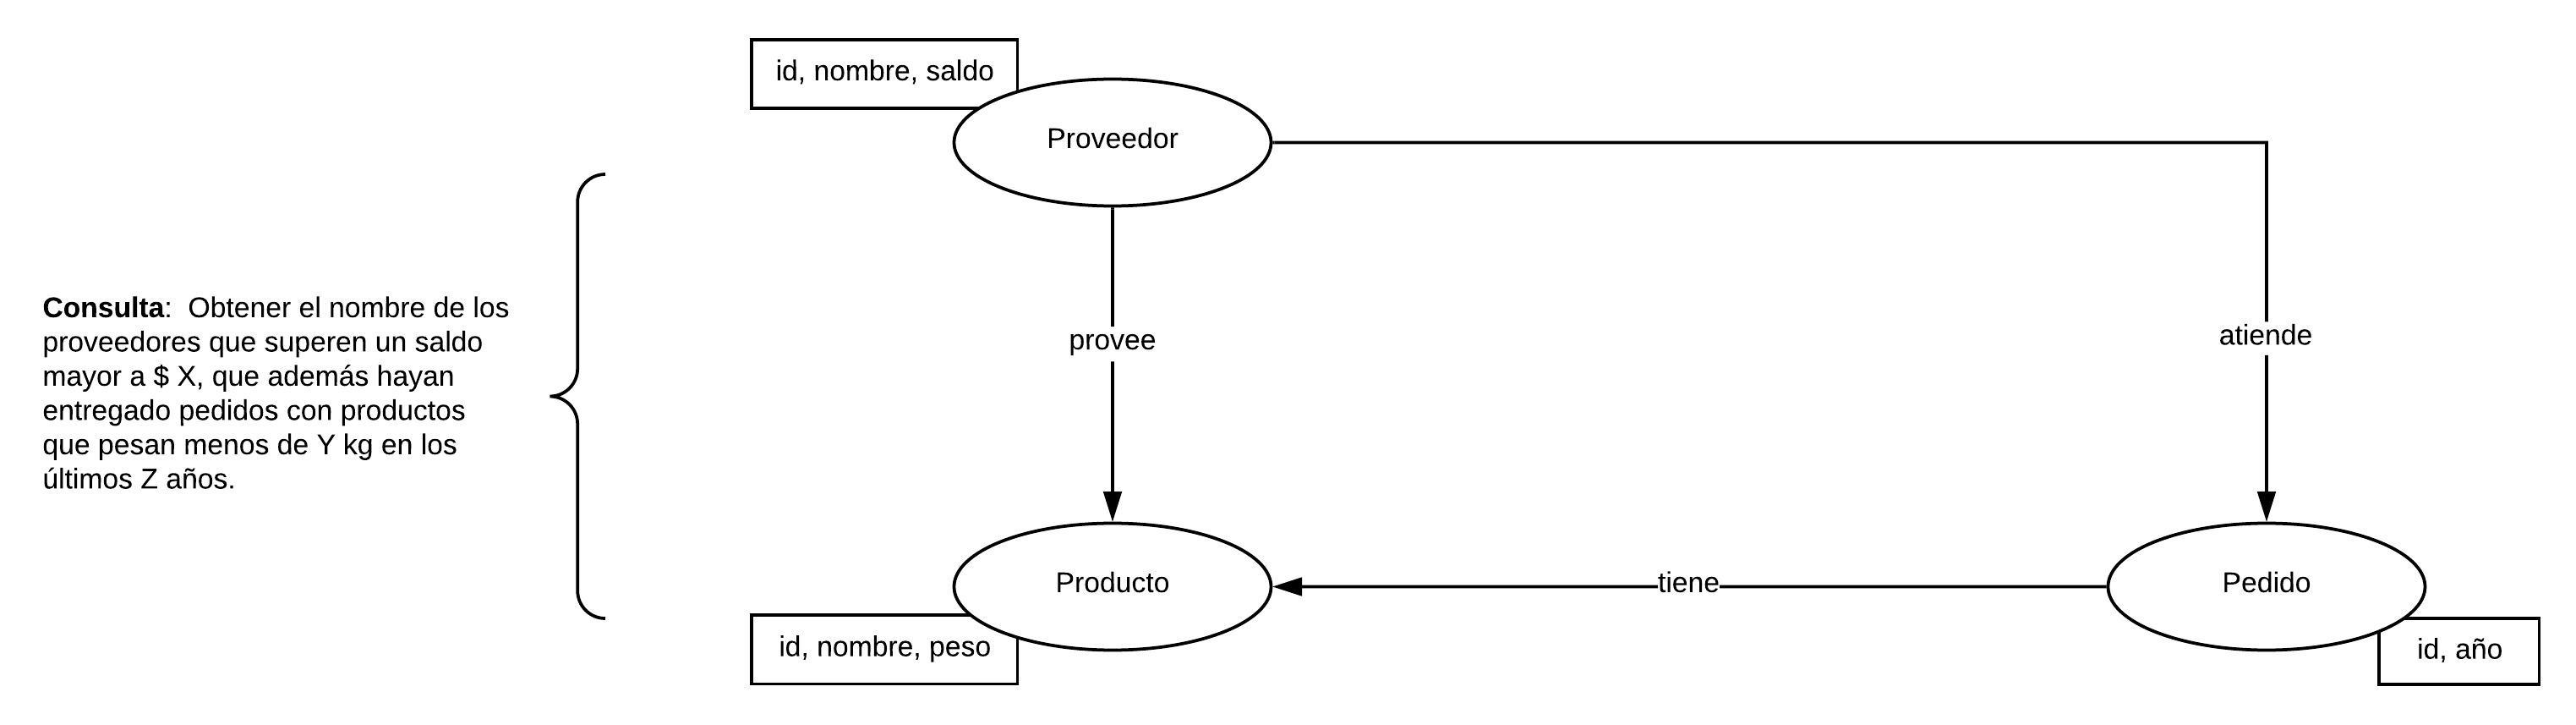 id, nombre, saldo
Proveedor
Consulta:  Obtener el nombre de los
proveedores que superen un saldo
mayor a $ X, que además hayan
entregado pedidos con productos
que pesan menos de Y kg en los
últimos Z años.
provee
atiende
Producto
tiene
Pedido
id, nombre, peso
id, año